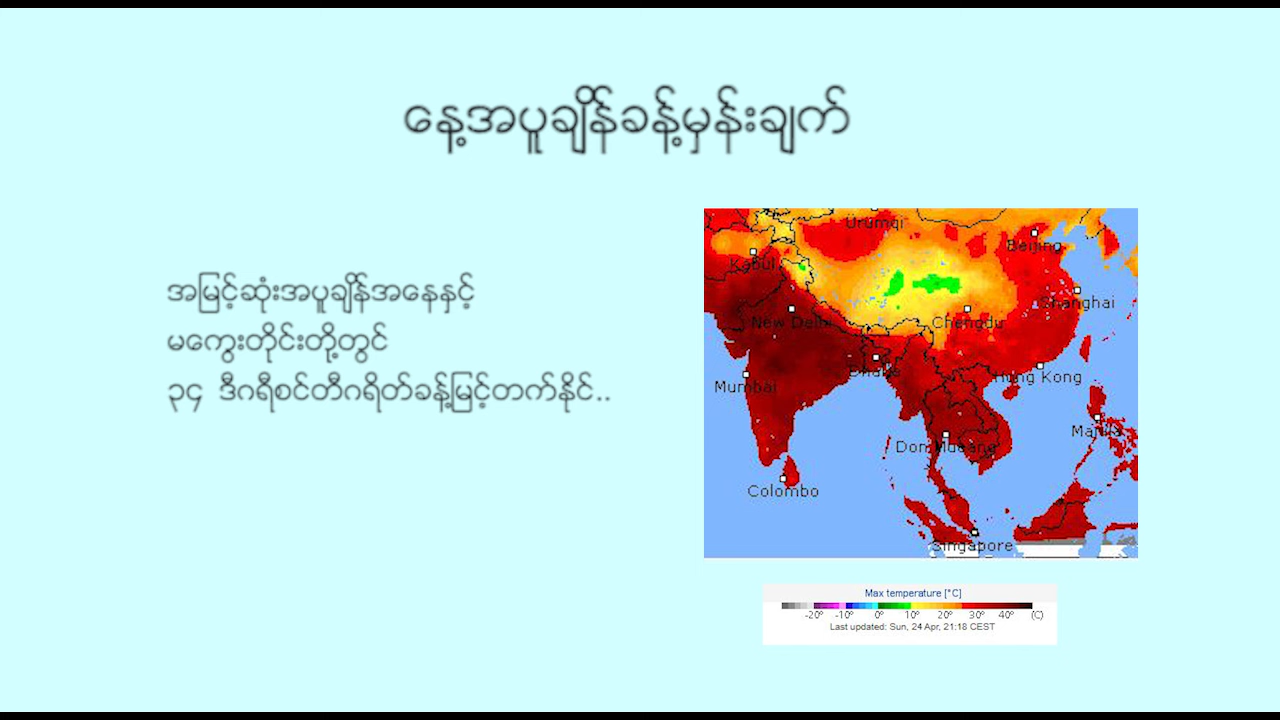 နေ့အပူချိန်ခန့်မှန်းချက်
အမြင့်ဆုံးအပူချိန်အနေနှင့်
မကွေးတိုင်းတို့တွင်
၃၄ ဒီဂရီစင်တီဂရိတ်ခန့်မြင့်တက်နိုင်..
Ürümqi
Beijing
Kabul
Shanghai
New Delhi
Chengdu
Dhaka
Hong Kong
Mumbai
Manila
Don Mueang
Colombo
Singapore
Max temperature [°C]
-20° -10° 0° 10° 20° 30° 40° (C)
Last updated: Sun, 24 Apr, 21:18 CEST